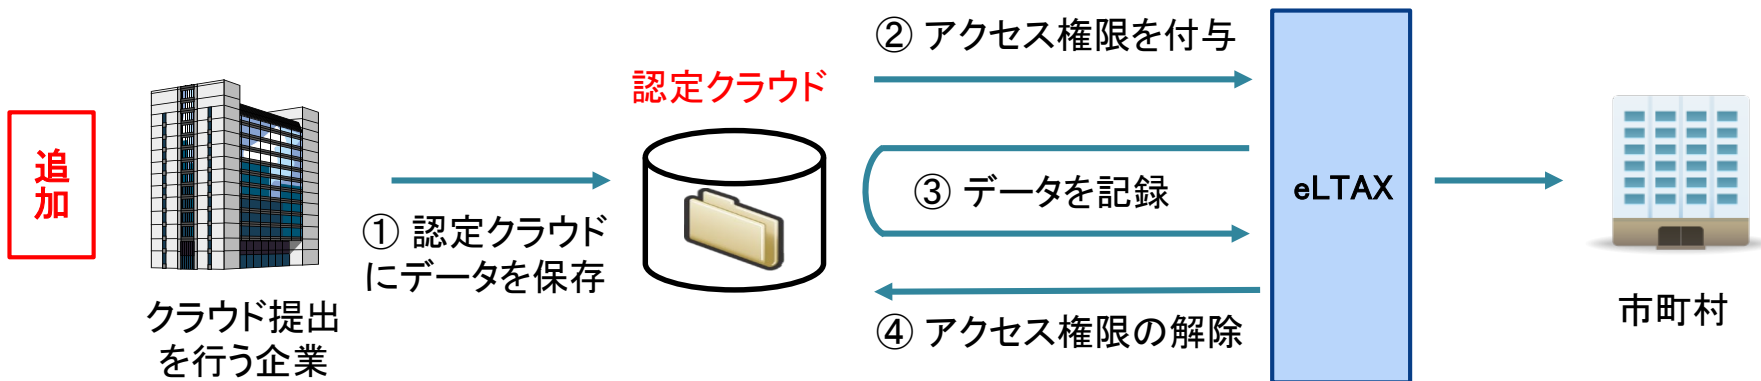 追
加
クラウド提出
を行う企業
① 認定クラウド
にデータを保存
認定クラウド
② アクセス権限を付与
③ データを記録
④ アクセス権限の解除
eLTAX
市町村